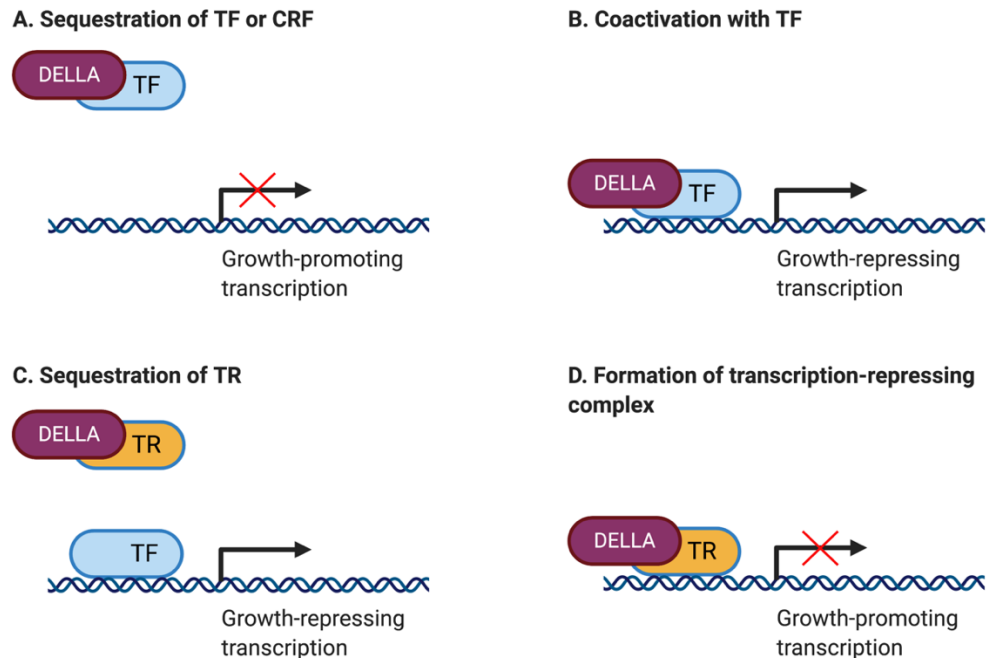 A. Sequestration of TF or CRF
DELLA
TF
Growth-promoting
transcription
B. Coactivation with TF
DELLA
TF
Growth-repressing
transcription
C. Sequestration of TR
DELLA
TR
TF
Growth-repressing
transcription
D. Formation of transcription-repressing
complex
DELLA
TR
Growth-promoting
transcription